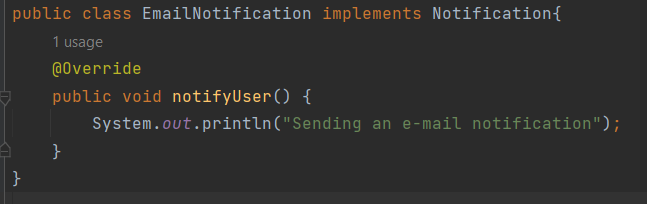 public class EmailNotification implements Notification{
1 usage
@Override
public void notifyUser() {
System.out.println("Sending an e-mail notification");
}
}